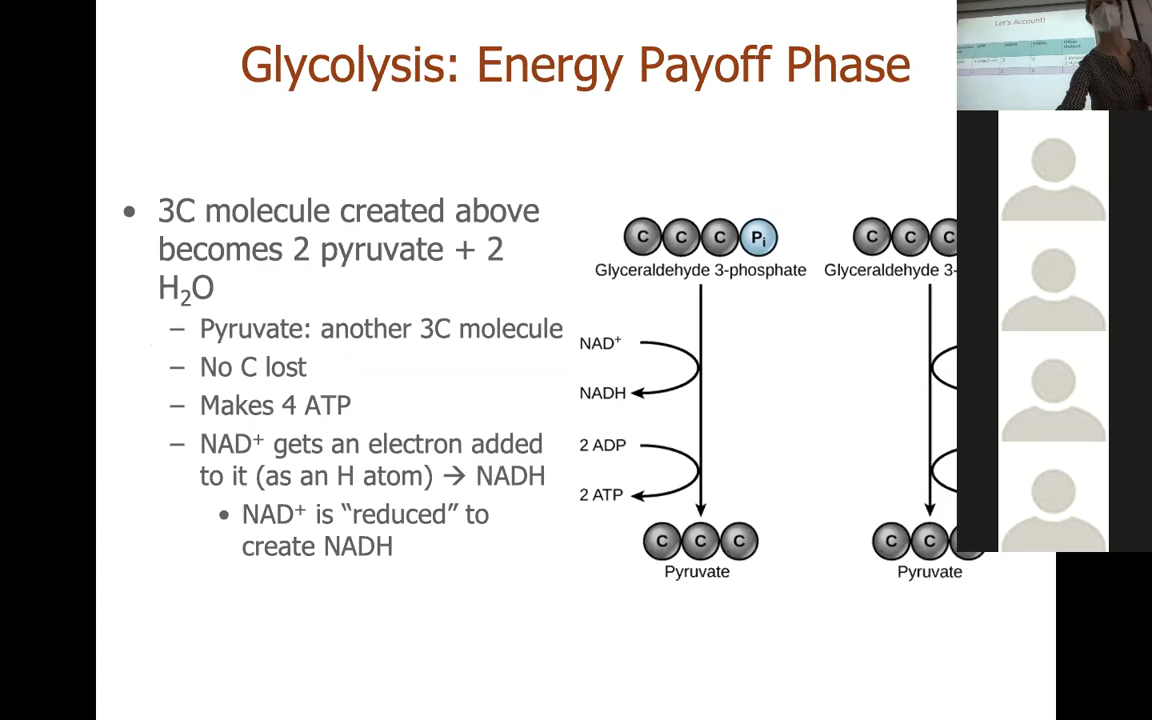 Glycolysis: Energy Payoff Phase
Let's Account!
• 3C molecule created above
becomes 2 pyruvate + 2
H₂O
– Pyruvate: another 3C molecule
– No C lost
– Makes 4 ATP
– NAD⁺ gets an electron added
to it (as an H atom) → NADH
• NAD⁺ is “reduced” to
create NADH
C C C Pᵢ
Glyceraldehyde 3-phosphate
NAD⁺
NADH
2 ADP
2 ATP
C C C
Pyruvate
C C C
Glyceraldehyde 3-
C C
Pyruvate